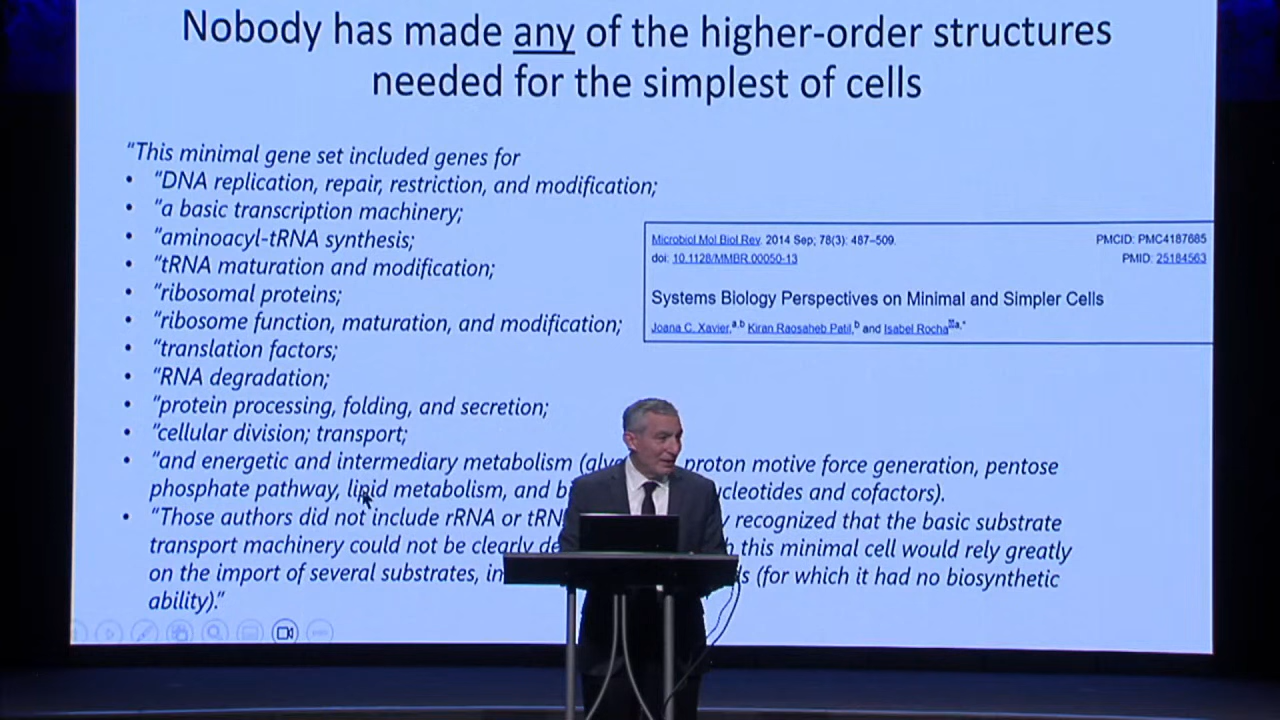 Nobody has made any of the higher-order structures
needed for the simplest of cells
"This minimal gene set included genes for
• "DNA replication, repair, restriction, and modification;
• "a basic transcription machinery;
• "aminoacyl-tRNA synthesis;
• "tRNA maturation and modification;
• "ribosomal proteins;
• "ribosome function, maturation, and modification;
• "translation factors;
• "RNA degradation;
• "protein processing, folding, and secretion;
• "cellular division; transport;
• "and energetic and intermediary metabolism ( proton motive force generation, pentose
phosphate pathway, lipid metabolism, and cleotides and cofactors).
• "Those authors did not include rRNA or recognized that the basic substrate
transport machinery could not be clearly this minimal cell would rely greatly
on the import of several substrates, (for which it had no biosynthetic
ability)."
Microbiol Mol Biol Rev. 2014 Sep; 78(3): 487–509. PMCID: PMC4187685
doi: 10.1128/MMBR.00050-13 PMID: 25184563
Systems Biology Perspectives on Minimal and Simpler Cells
Joana C. Xavier,a,b Kiran Raosaheb Patil,b and Isabel Rocha a,*